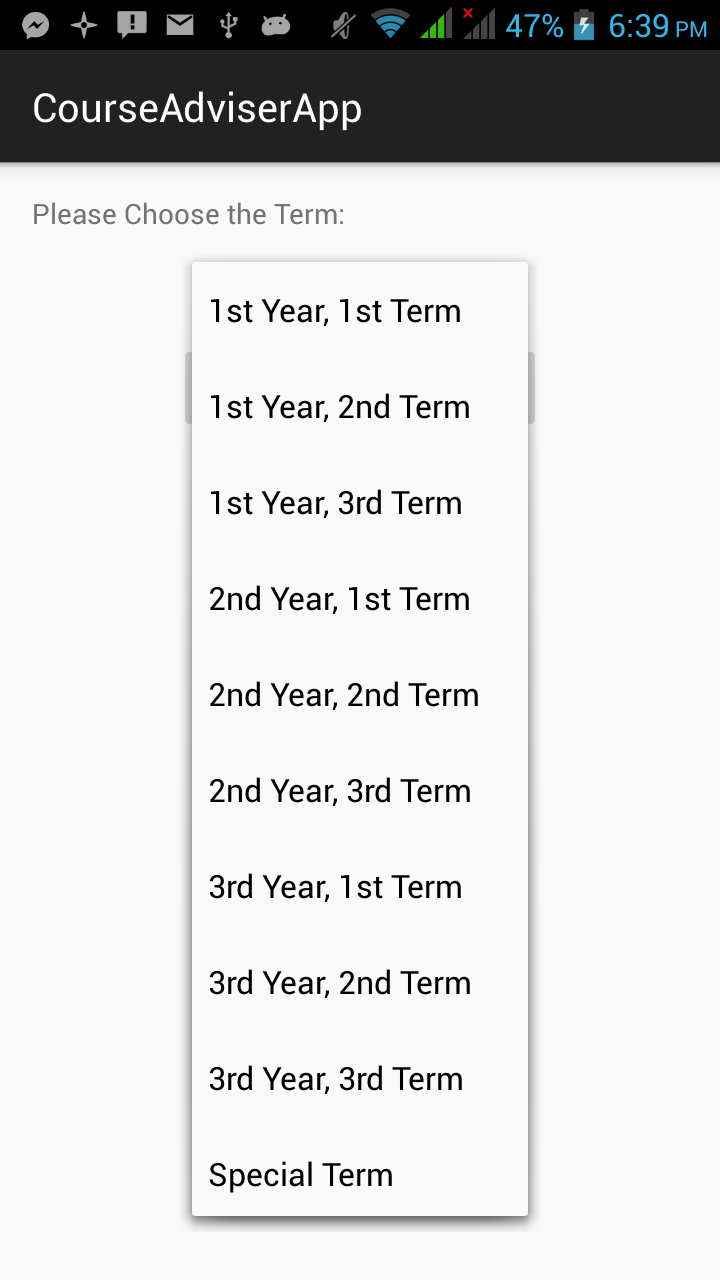 47% 6:39 PM
CourseAdviserApp
Please Choose the Term:
1st Year, 1st Term
1st Year, 2nd Term
1st Year, 3rd Term
2nd Year, 1st Term
2nd Year, 2nd Term
2nd Year, 3rd Term
3rd Year, 1st Term
3rd Year, 2nd Term
3rd Year, 3rd Term
Special Term